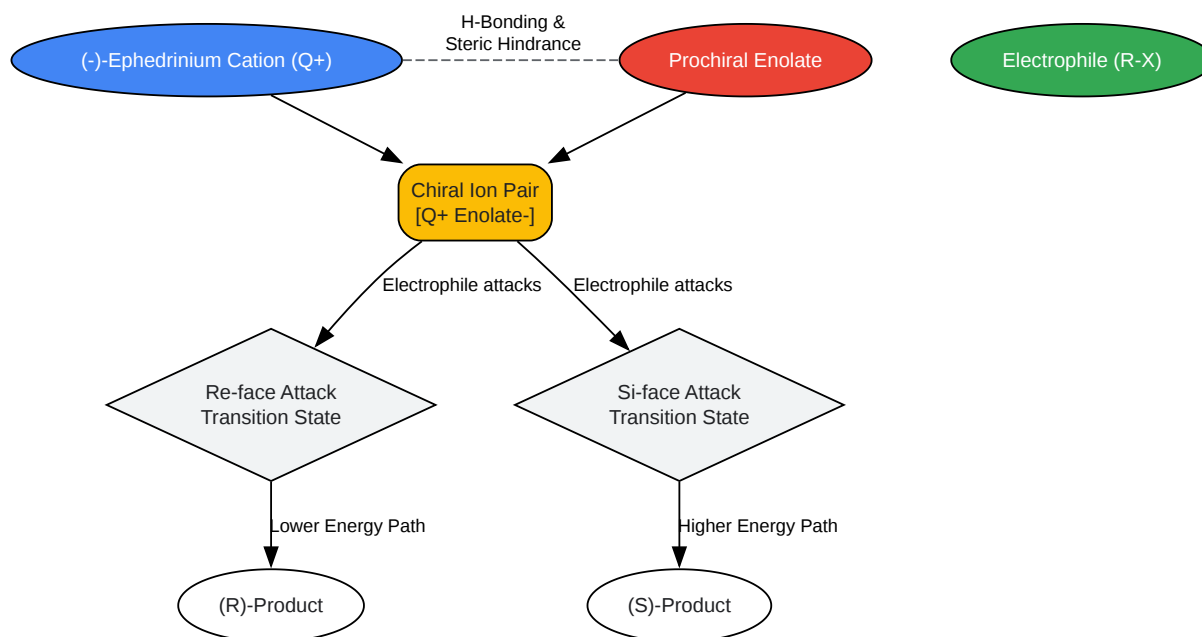 H-Bonding &
Steric Hindrance
(-)-Ephedrinium Cation (Q+)
Prochiral Enolate
Electrophile (R-X)
Chiral Ion Pair
[Q+ Enolate-]
Electrophile attacks
Electrophile attacks
Re-face Attack
Transition State
Si-face Attack
Transition State
Lower Energy Path
Higher Energy Path
(R)-Product
(S)-Product